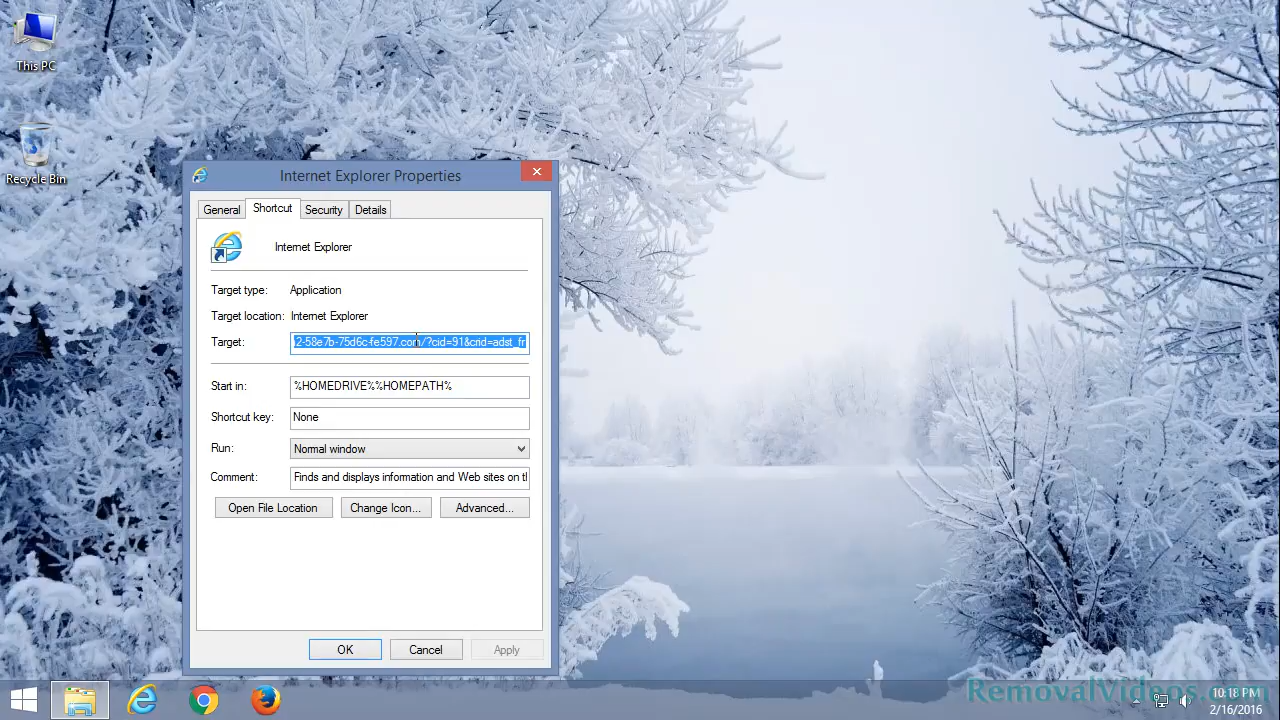 This PC
Recycle Bin
Internet Explorer Properties
General
Shortcut
Security
Details
Internet Explorer
Target type:
Application
Target location:
Internet Explorer
Target:
2-58e7b-75d6c-fe597.com/?cid=91&crid=adst_fr
Start in:
%HOMEDRIVE%%HOMEPATH%
Shortcut key:
None
Run:
Normal window
Comment:
Finds and displays information and Web sites on th
Open File Location
Change Icon...
Advanced...
OK
Cancel
Apply
RemovalVideos.com
10:18 PM
2/16/2016